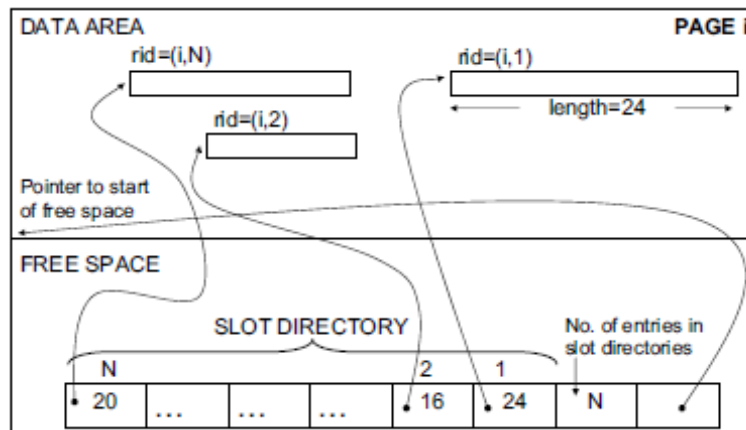 DATA AREA
PAGE i
rid=(i,N)
rid=(i,1)
length=24
rid=(i,2)
Pointer to start
of free space
FREE SPACE
SLOT DIRECTORY
No. of entries in
slot directories
N 2 1
20 ... ... ... 16 24 N